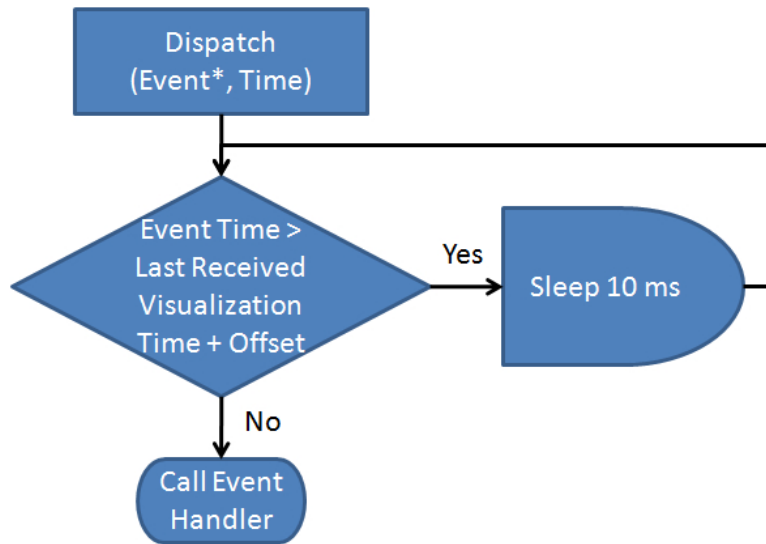 Dispatch
(Event*, Time)
Event Time >
Last Received
Visualization
Time + Offset
Yes
Sleep 10 ms
No
Call Event
Handler